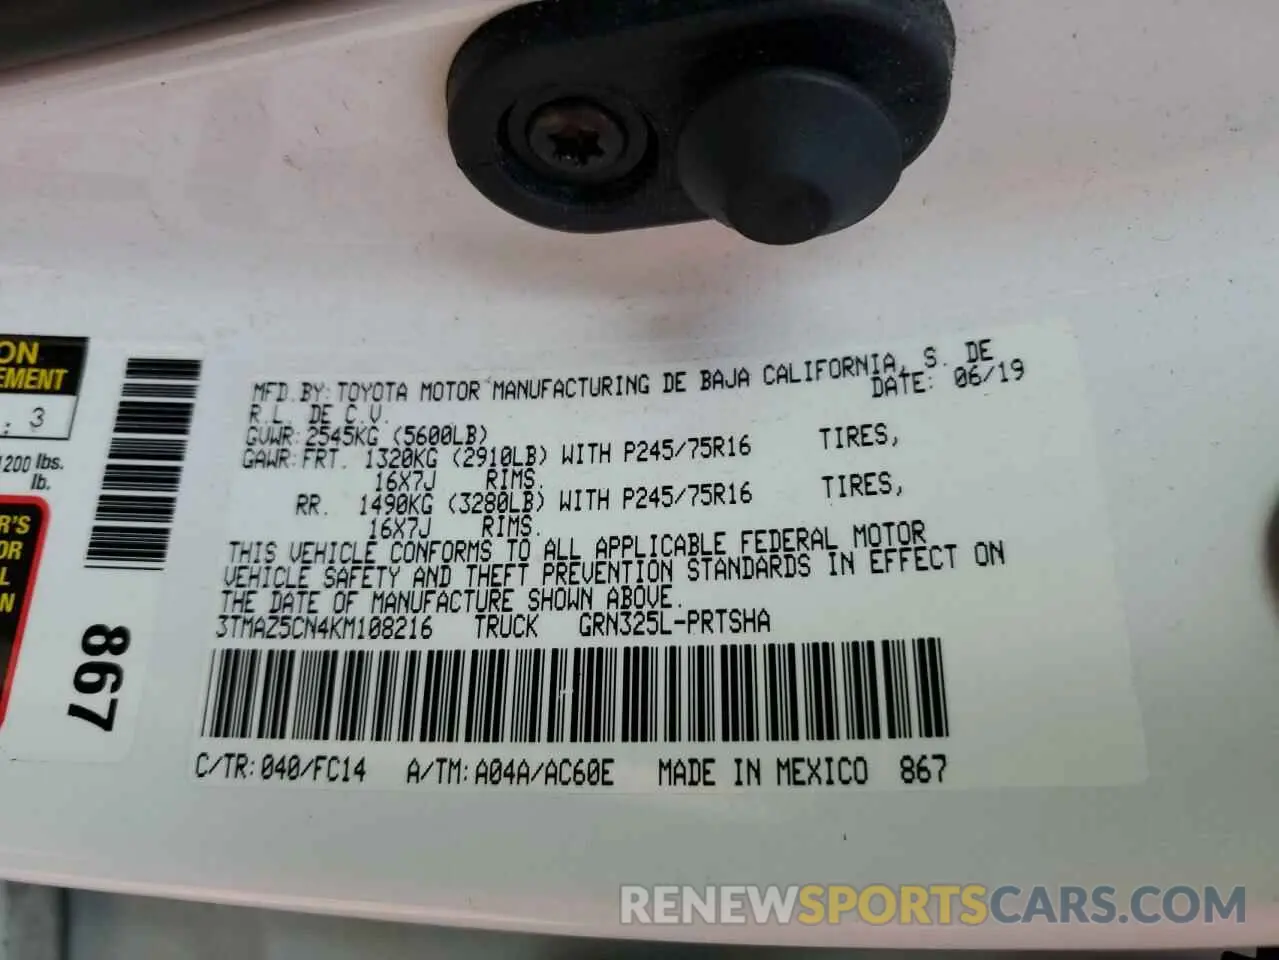 ON
EMENT
: 3
1200 lbs.
lb.
R'S
OR
L
N
867
MFD. BY: TOYOTA MOTOR MANUFACTURING DE BAJA CALIFORNIA, S. DE
R.L. DE C.V. DATE: 06/19
GVWR: 2545KG (5600LB)
GAWR: FRT. 1320KG (2910LB) WITH P245/75R16 TIRES,
16X7J RIMS.
RR. 1490KG (3280LB) WITH P245/75R16 TIRES,
16X7J RIMS.
THIS VEHICLE CONFORMS TO ALL APPLICABLE FEDERAL MOTOR
VEHICLE SAFETY AND THEFT PREVENTION STANDARDS IN EFFECT ON
THE DATE OF MANUFACTURE SHOWN ABOVE.
3TMAZ5CN4KM108216 TRUCK GRN325L-PRTSHA
C/TR: 040/FC14 A/TM: A04A/AC60E MADE IN MEXICO 867
RENEWSPORTSCARS.COM